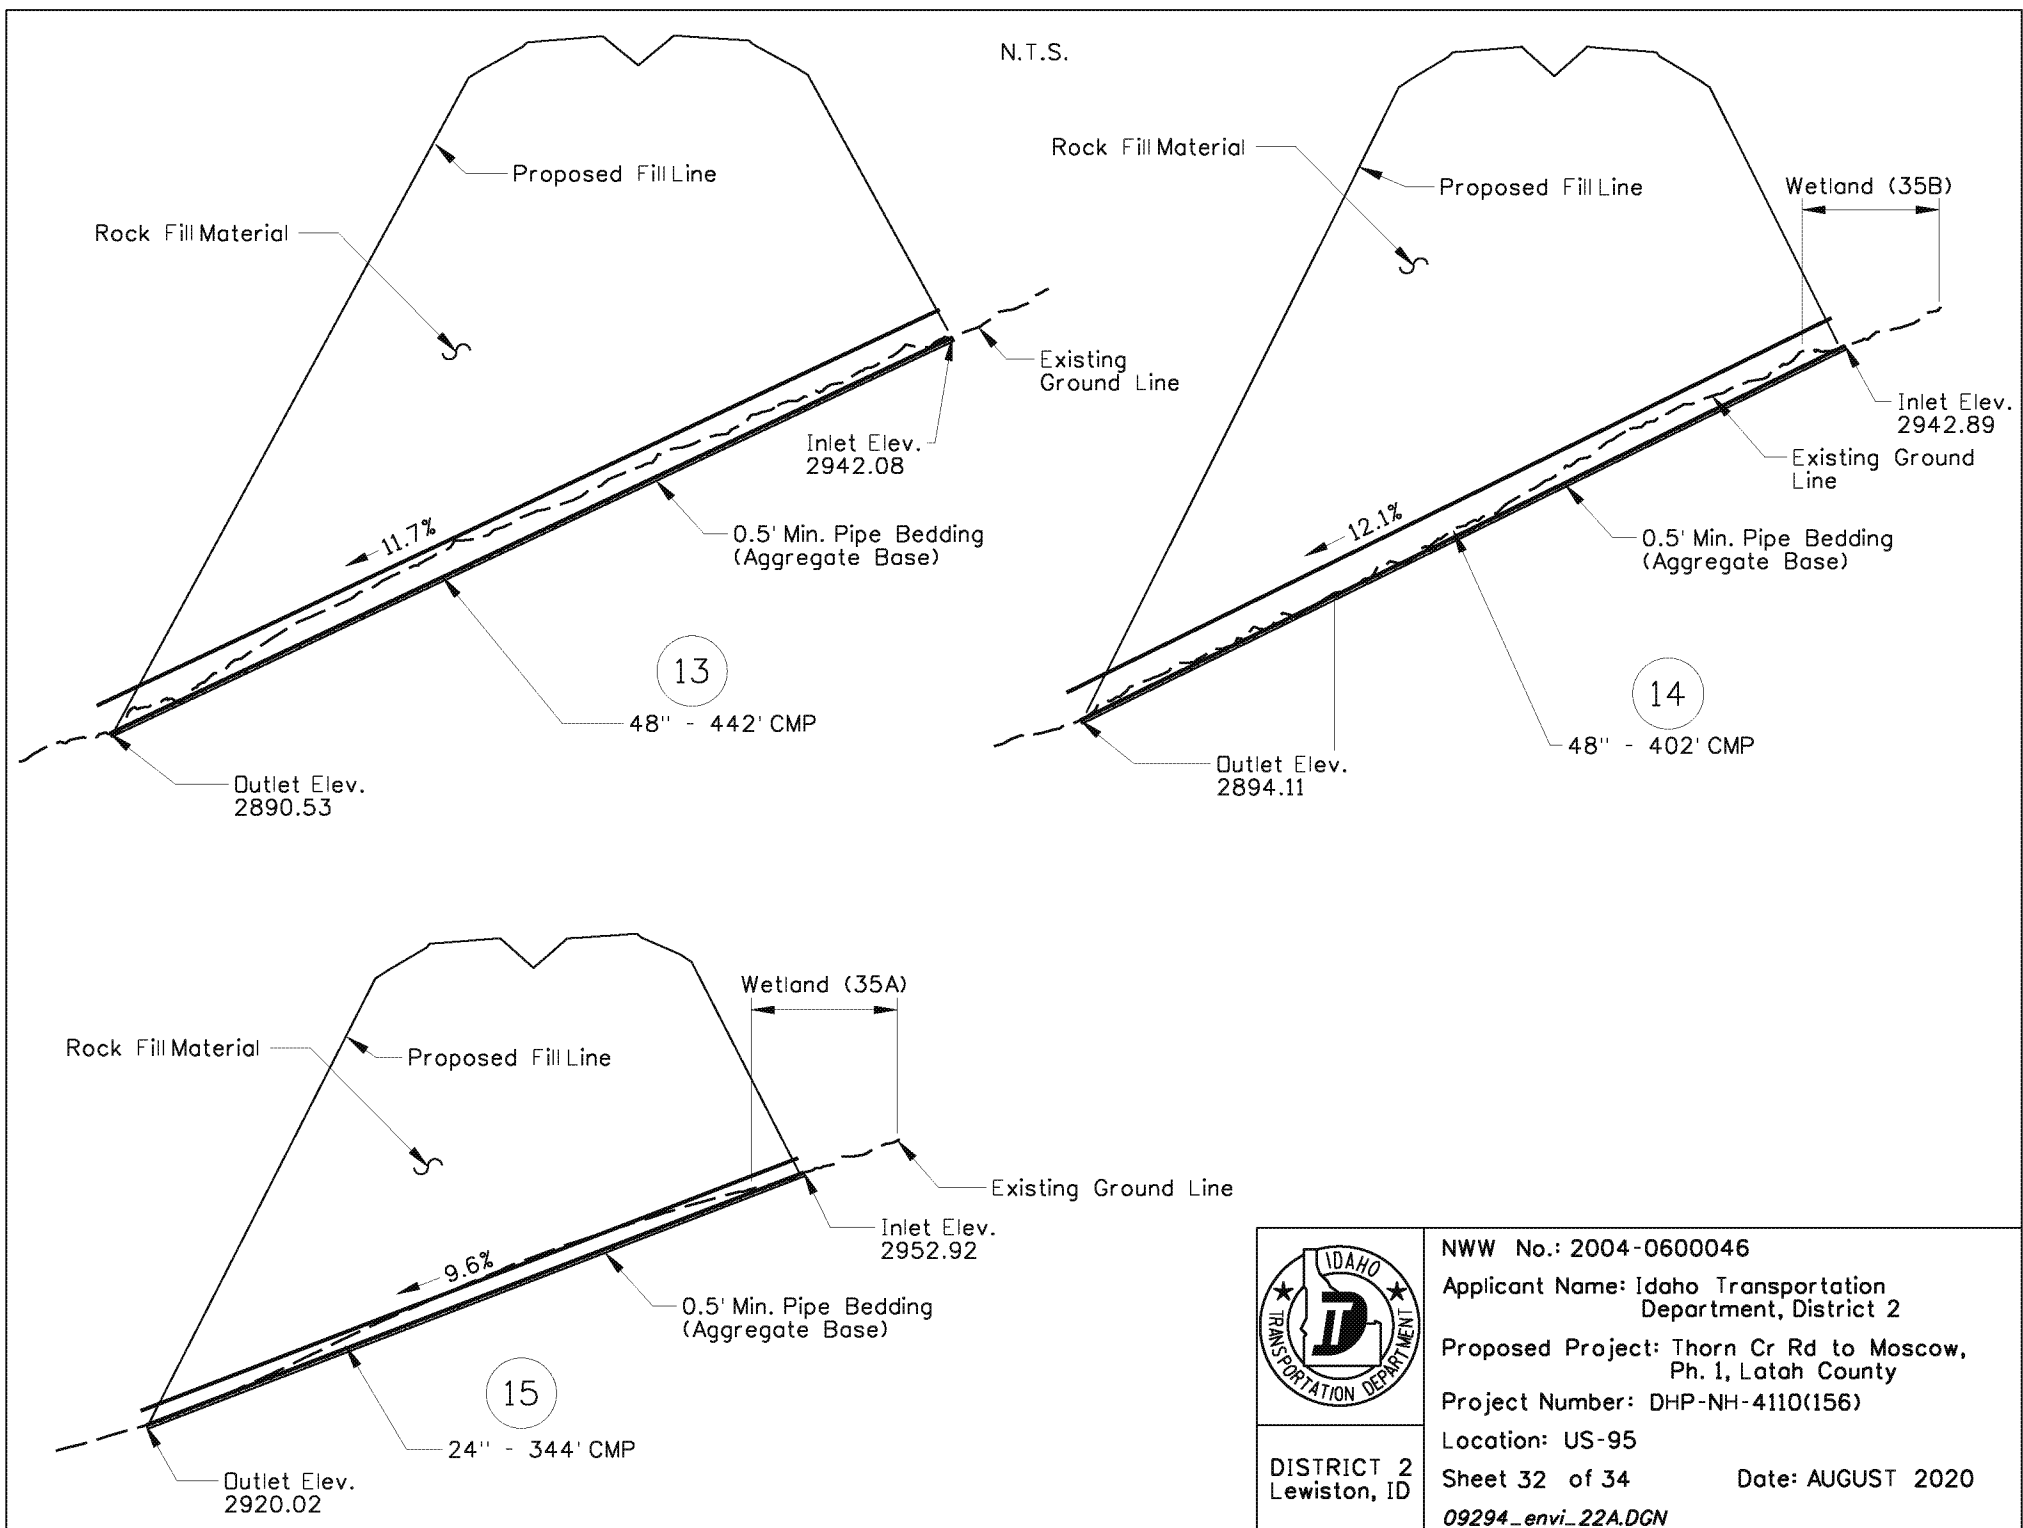 N.T.S.
Proposed Fill Line
Rock Fill Material
Existing
Ground Line
Inlet Elev.
2942.08
11.7%
0.5' Min. Pipe Bedding
(Aggregate Base)
13
48" - 442' CMP
Outlet Elev.
2890.53
Rock Fill Material
Proposed Fill Line
Wetland (35B)
Inlet Elev.
2942.89
Existing Ground
Line
12.1%
0.5' Min. Pipe Bedding
(Aggregate Base)
14
48" - 402' CMP
Outlet Elev.
2894.11
Wetland (35A)
Rock Fill Material
Proposed Fill Line
Existing Ground Line
Inlet Elev.
2952.92
9.6%
0.5' Min. Pipe Bedding
(Aggregate Base)
15
24" - 344' CMP
Outlet Elev.
2920.02
IDAHO
TRANSPORTATION DEPARTMENT
ITD
DISTRICT 2
Lewiston, ID
NWW No.: 2004-0600046
Applicant Name: Idaho Transportation
Department, District 2
Proposed Project: Thorn Cr Rd to Moscow,
Ph. 1, Latah County
Project Number: DHP-NH-4110(156)
Location: US-95
Sheet 32 of 34 Date: AUGUST 2020
09294_envi_22A.DGN